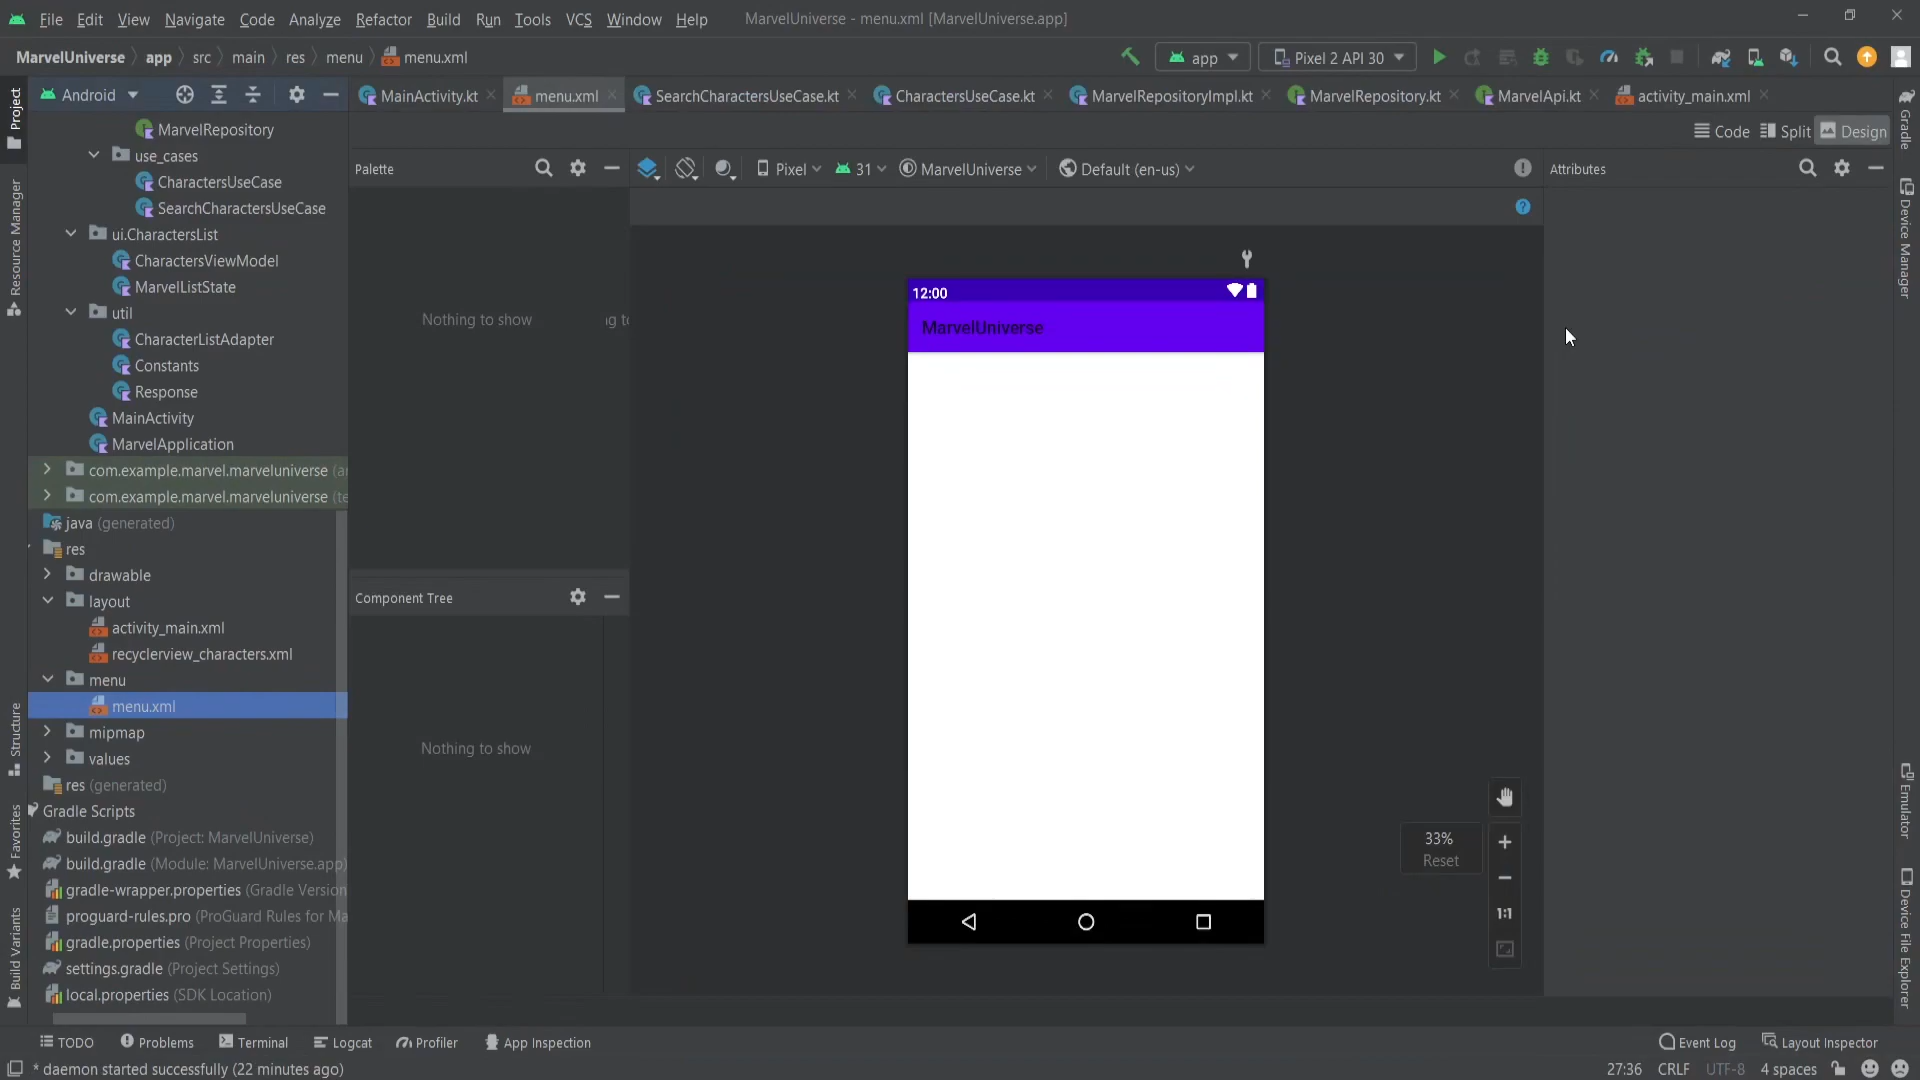 File Edit View Navigate Code Analyze Refactor Build Run Tools VCS Window Help MarvelUniverse - menu.xml [MarvelUniverse.app]
MarvelUniverse app src main res menu menu.xml app Pixel 2 API 30
Android MainActivity.kt menu.xml SearchCharactersUseCase.kt CharactersUseCase.kt MarvelRepositoryImpl.kt MarvelRepository.kt MarvelApi.kt activity_main.xml
Code Split Design
Palette Pixel 31 MarvelUniverse Default (en-us) Attributes
Project
Resource Manager
Structure
Favorites
Build Variants
MarvelRepository
use_cases
CharactersUseCase
SearchCharactersUseCase
ui.CharactersList
CharactersViewModel
MarvelListState
util
CharacterListAdapter
Constants
Response
MainActivity
MarvelApplication
com.example.marvel.marveluniverse (a
com.example.marvel.marveluniverse (te
java (generated)
res
drawable
layout
activity_main.xml
recyclerview_characters.xml
menu
menu.xml
mipmap
values
res (generated)
Gradle Scripts
build.gradle (Project: MarvelUniverse)
build.gradle (Module: MarvelUniverse.app)
gradle-wrapper.properties (Gradle Version
proguard-rules.pro (ProGuard Rules for Ma
gradle.properties (Project Properties)
settings.gradle (Project Settings)
local.properties (SDK Location)
Nothing to show
ng to
Component Tree
Nothing to show
12:00
MarvelUniverse
33%
Reset
1:1
Gradle
Device Manager
Emulator
Device File Explorer
TODO Problems Terminal Logcat Profiler App Inspection Event Log Layout Inspector
* daemon started successfully (22 minutes ago) 27:36 CRLF UTF-8 4 spaces